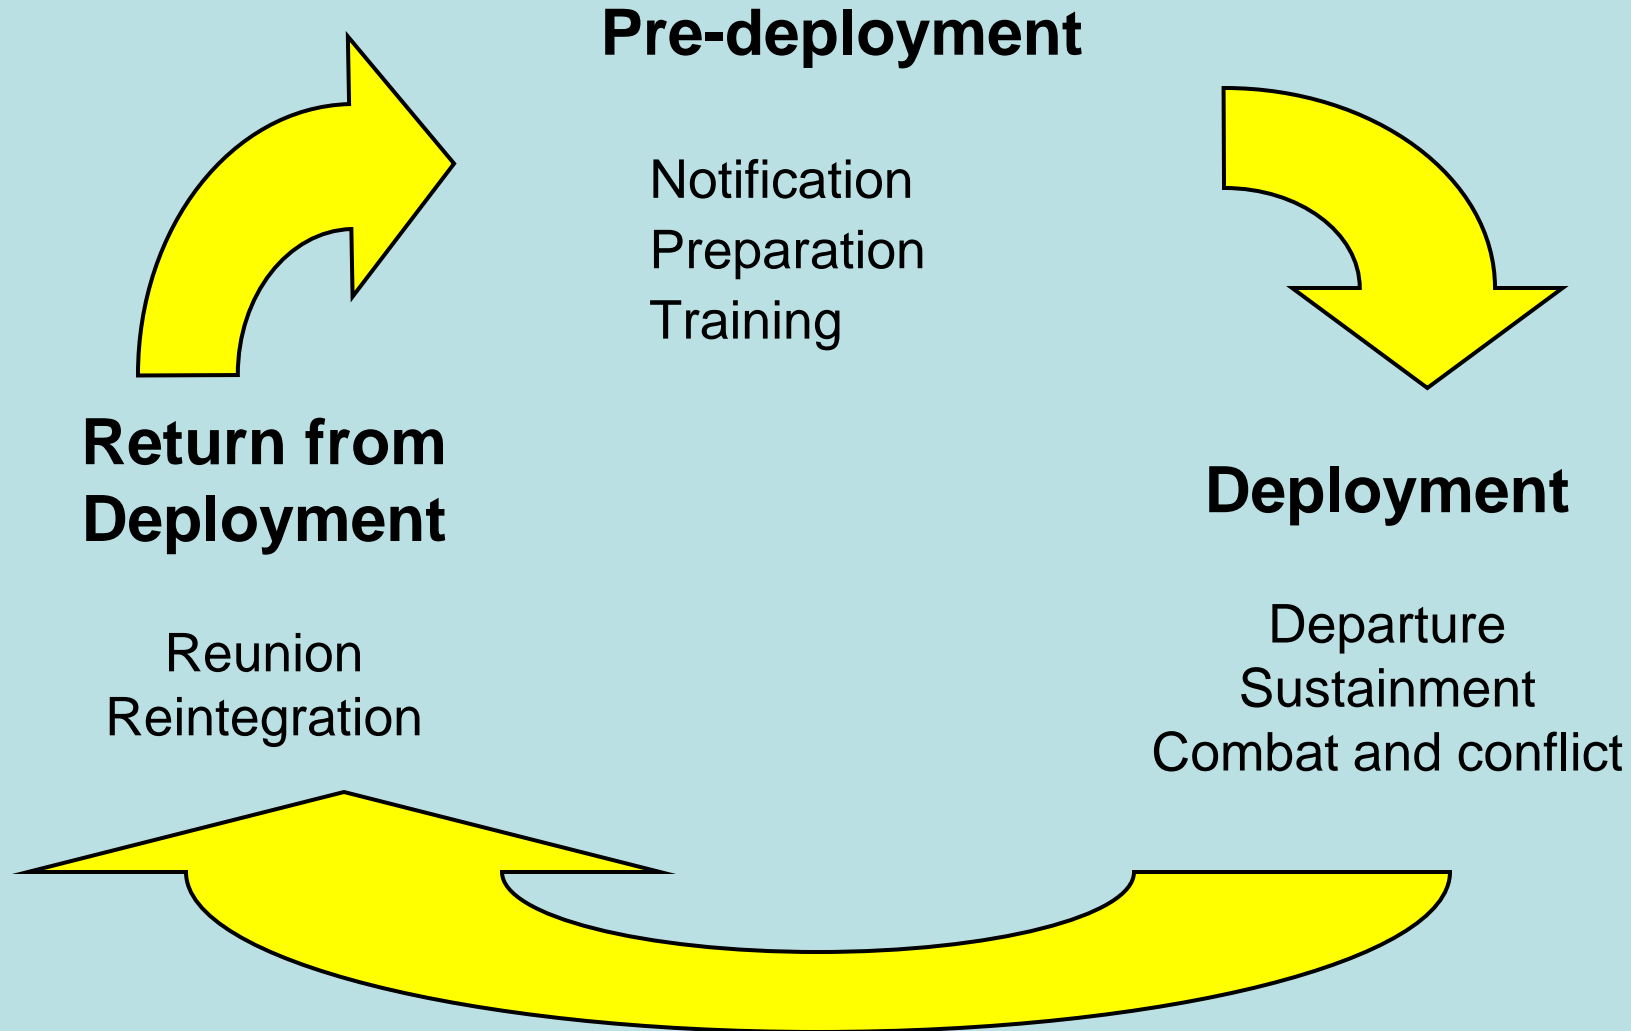 Pre-deployment
Notification
Preparation
Training
Return from
Deployment
Reunion
Reintegration
Deployment
Departure
Sustainment
Combat and conflict